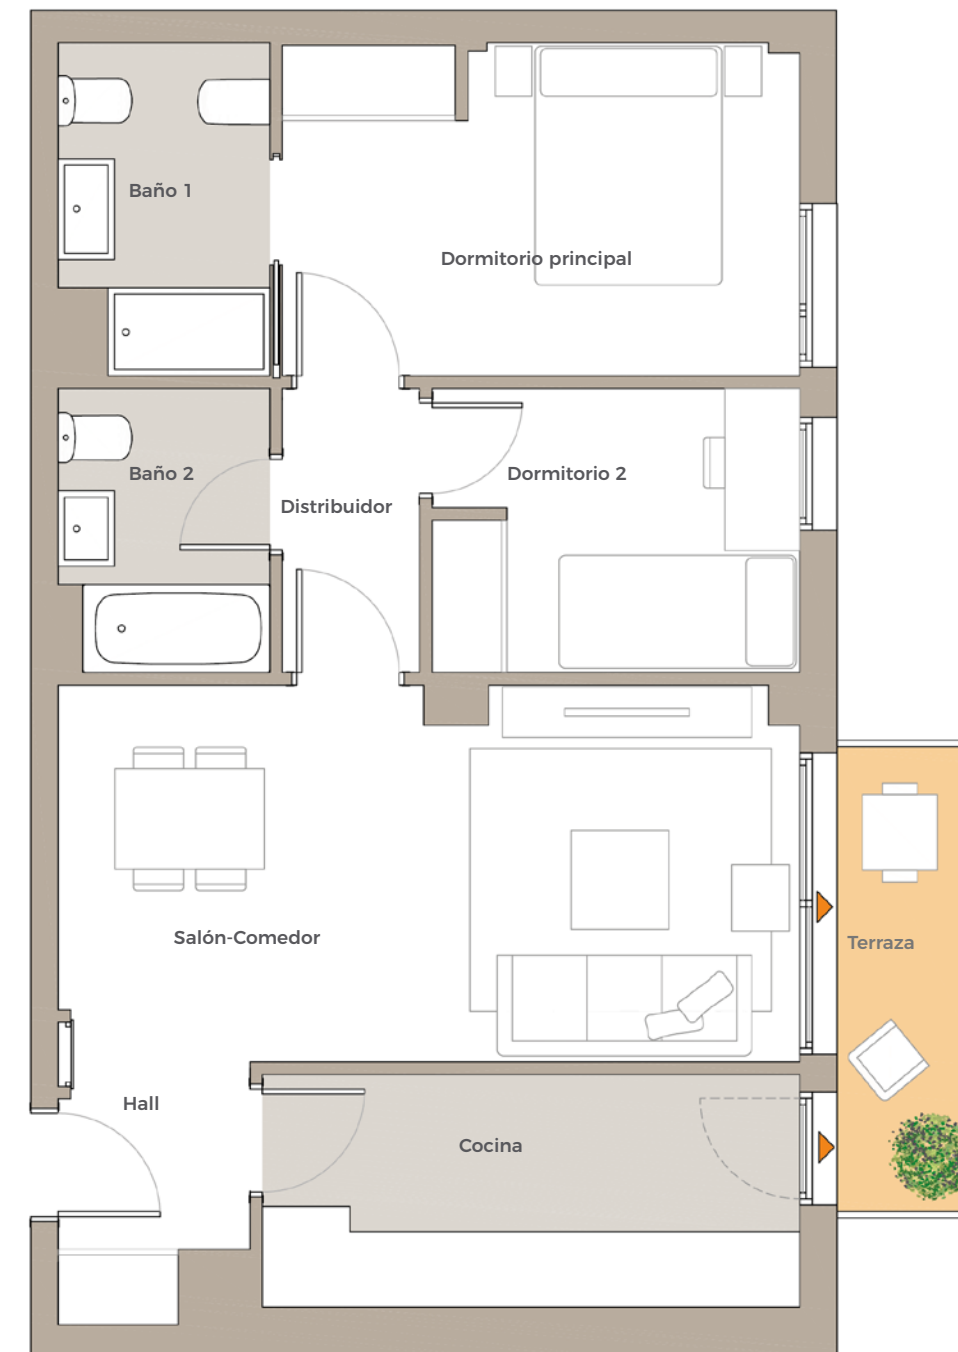 Baño 1
Dormitorio principal
Baño 2
Dormitorio 2
Distribuidor
Salón-Comedor
Terraza
Hall
Cocina